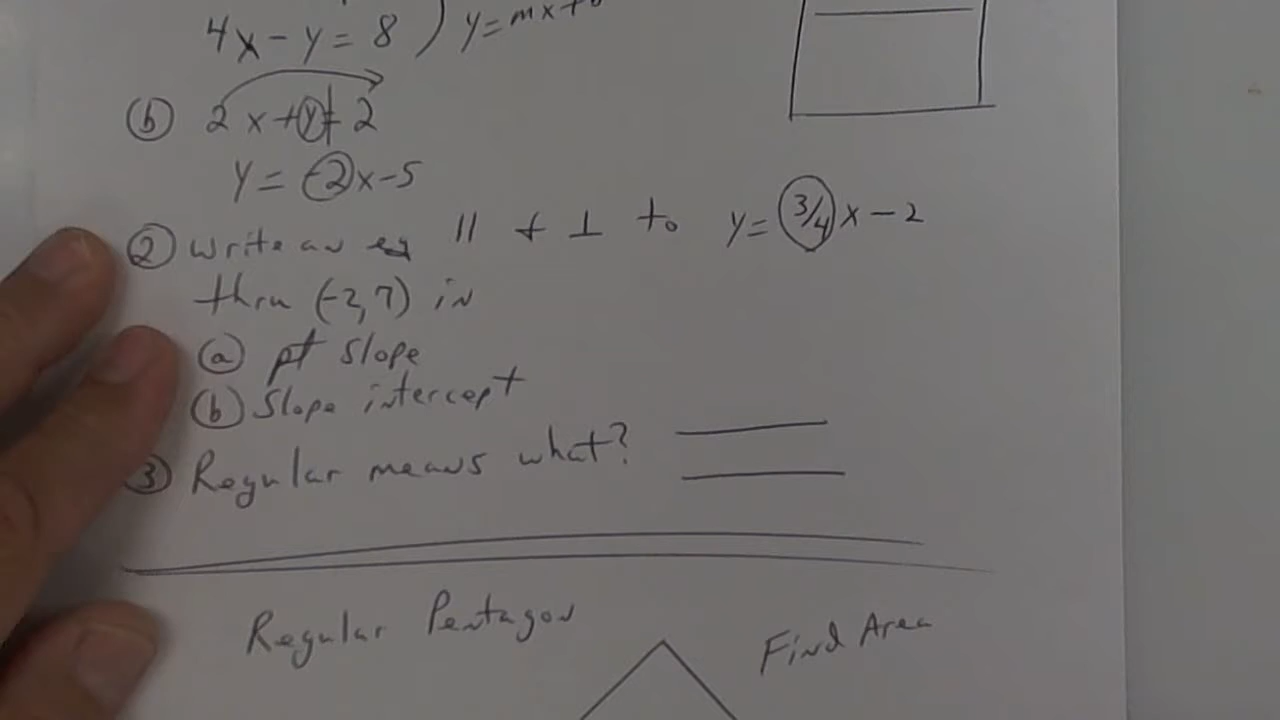 4x - y = 8 ) y = mx + b
(b) 2x + y = 2
y = -2x - 5
(2) Write an eq || + ⊥ to y = 3/4 x - 2
thru (-2, 7) in
(a) pt slope
(b) Slope intercept
(3) Regular means what?
Regular Pentagon
Find Area